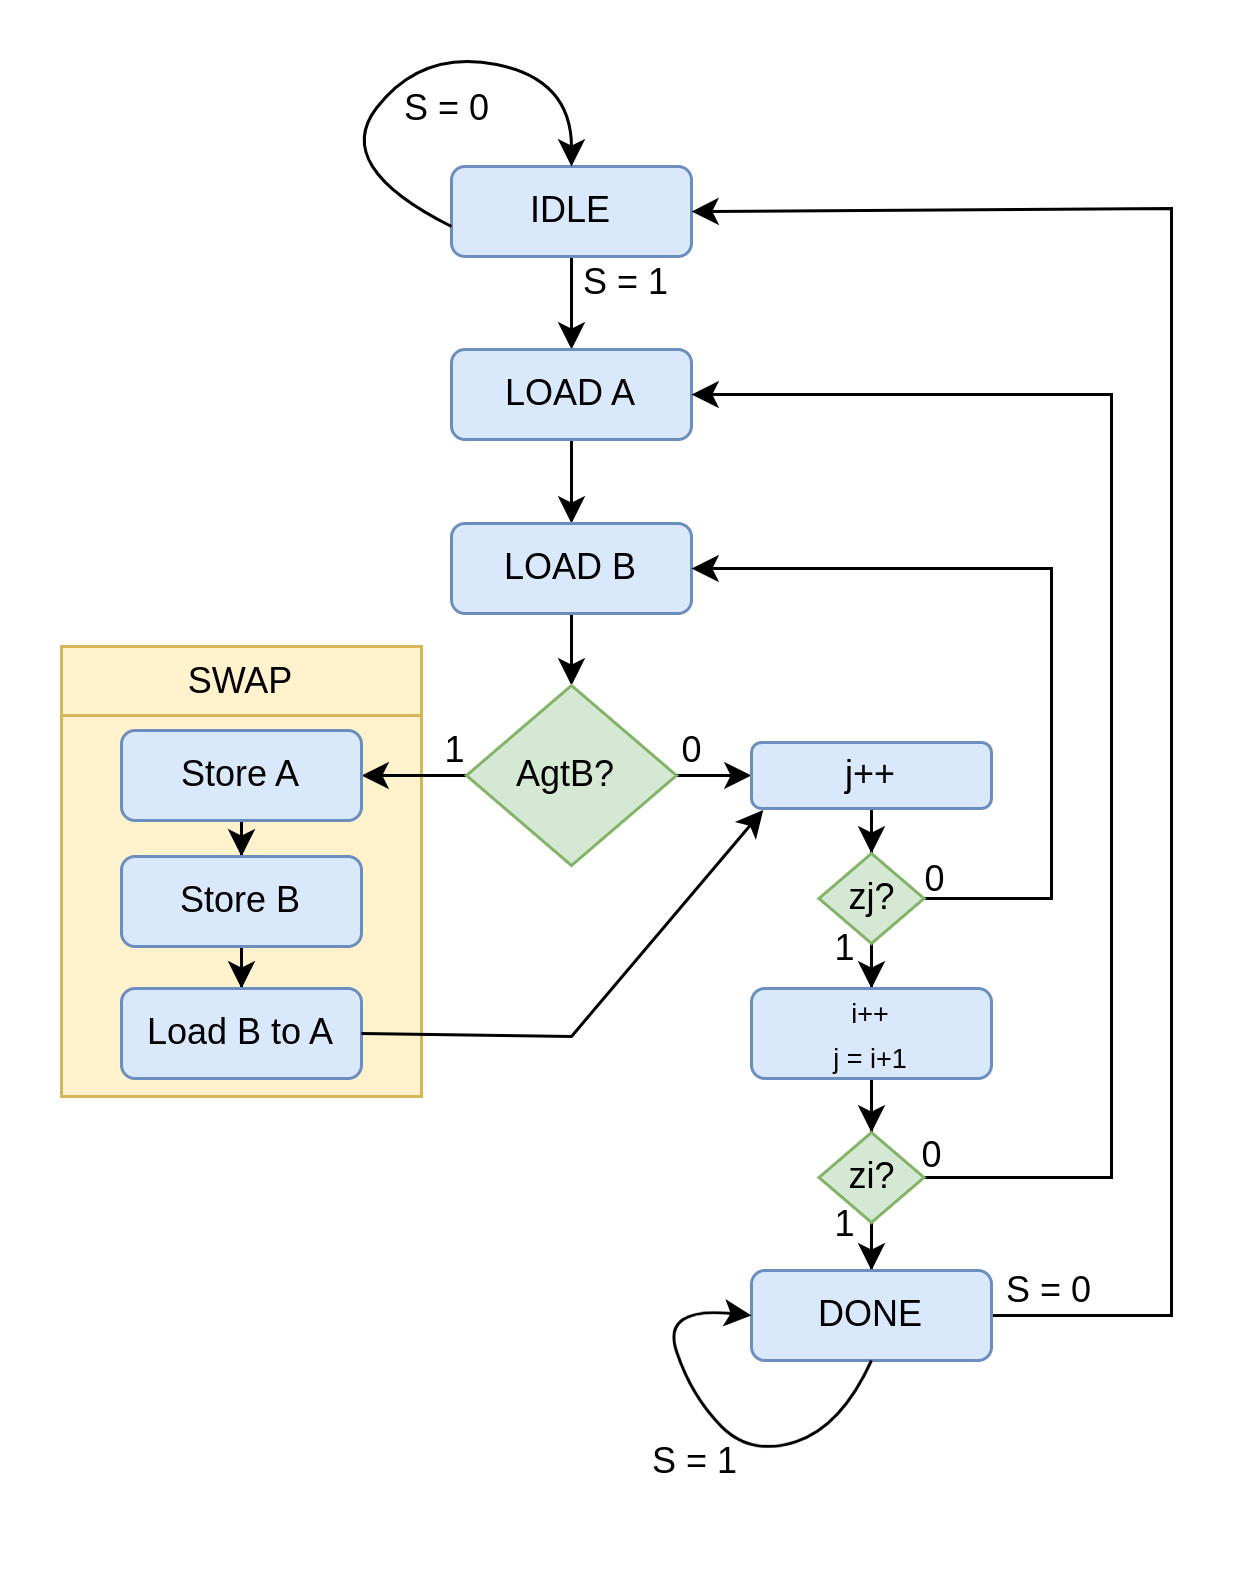 S = 0
IDLE
S = 1
LOAD A
LOAD B
SWAP
1
AgtB?
0
Store A
j++
Store B
zj?
0
1
Load B to A
i++
j = i+1
zi?
0
1
DONE
S = 0
S = 1